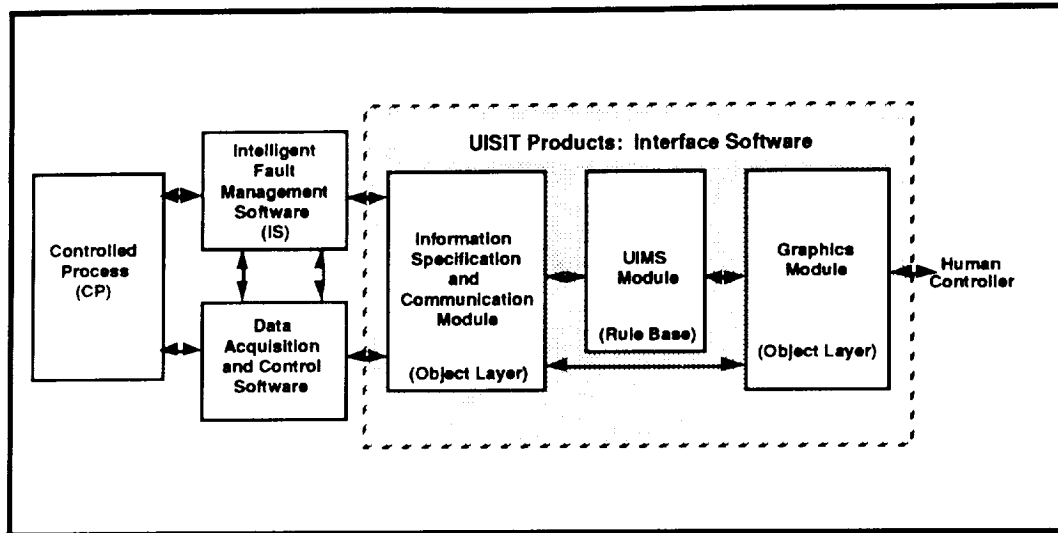 UISIT Products: Interface Software
Controlled
Process
(CP)
Intelligent
Fault
Management
Software
(IS)
Data
Acquisition
and Control
Software
Information
Specification
and
Communication
Module
(Object Layer)
UIMS
Module
(Rule Base)
Graphics
Module
(Object Layer)
Human
Controller